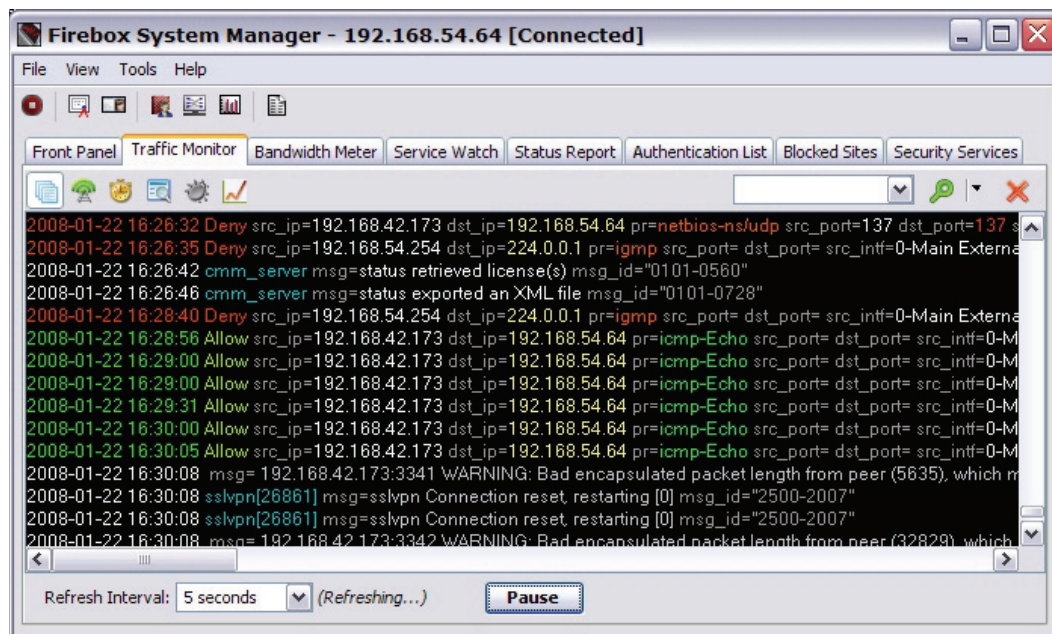 Firebox System Manager - 192.168.54.64 [Connected]
File View Tools Help
Front Panel Traffic Monitor Bandwidth Meter Service Watch Status Report Authentication List Blocked Sites Security Services
2008-01-22 16:26:32 Deny src_ip=192.168.42.173 dst_ip=192.168.54.64 pr=netbios-ns/udp src_port=137 dst_port=137 s
2008-01-22 16:26:35 Deny src_ip=192.168.54.254 dst_ip=224.0.0.1 pr=igmp src_port= dst_port= src_intf=0-Main Externa
2008-01-22 16:26:42 cmm_server msg=status retrieved license(s) msg_id="0101-0560"
2008-01-22 16:26:46 cmm_server msg=status exported an XML file msg_id="0101-0728"
2008-01-22 16:28:40 Deny src_ip=192.168.54.254 dst_ip=224.0.0.1 pr=igmp src_port= dst_port= src_intf=0-Main Externa
2008-01-22 16:28:56 Allow src_ip=192.168.42.173 dst_ip=192.168.54.64 pr=icmp-Echo src_port= dst_port= src_intf=0-M
2008-01-22 16:29:00 Allow src_ip=192.168.42.173 dst_ip=192.168.54.64 pr=icmp-Echo src_port= dst_port= src_intf=0-M
2008-01-22 16:29:00 Allow src_ip=192.168.42.173 dst_ip=192.168.54.64 pr=icmp-Echo src_port= dst_port= src_intf=0-M
2008-01-22 16:29:31 Allow src_ip=192.168.42.173 dst_ip=192.168.54.64 pr=icmp-Echo src_port= dst_port= src_intf=0-M
2008-01-22 16:30:00 Allow src_ip=192.168.42.173 dst_ip=192.168.54.64 pr=icmp-Echo src_port= dst_port= src_intf=0-M
2008-01-22 16:30:05 Allow src_ip=192.168.42.173 dst_ip=192.168.54.64 pr=icmp-Echo src_port= dst_port= src_intf=0-M
2008-01-22 16:30:08 msg= 192.168.42.173:3341 WARNING: Bad encapsulated packet length from peer (5635), which m
2008-01-22 16:30:08 sslvpn[26861] msg=sslvpn Connection reset, restarting [0] msg_id="2500-2007"
2008-01-22 16:30:08 sslvpn[26861] msg=sslvpn Connection reset, restarting [0] msg_id="2500-2007"
2008-01-22 16:30:08 msg= 192.168.42.173:3342 WARNING: Bad encapsulated packet length from peer (32829), which
Refresh Interval: 5 seconds (Refreshing...) Pause